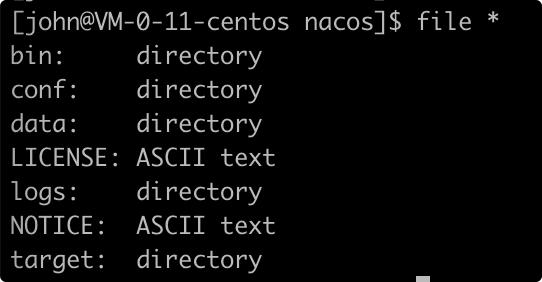 [john@VM-0-11-centos nacos]$ file *
bin:     directory
conf:    directory
data:    directory
LICENSE: ASCII text
logs:    directory
NOTICE:  ASCII text
target:  directory